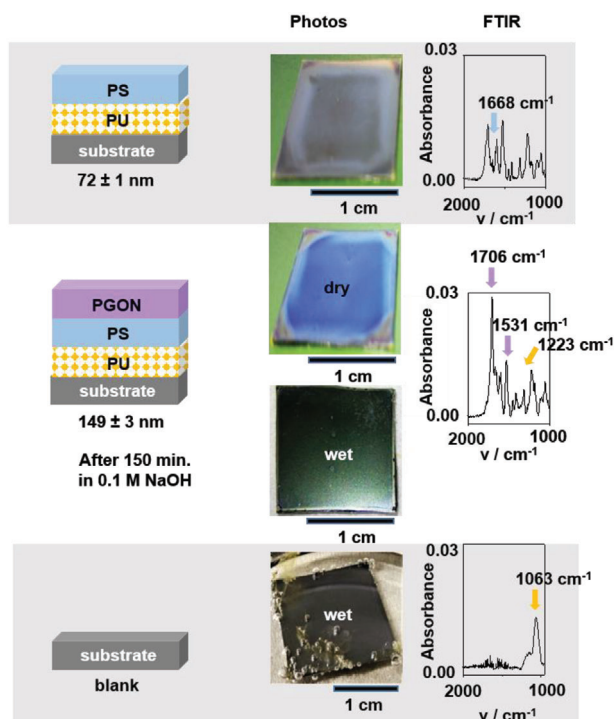 Photos FTIR
PS
PU
substrate
72 ± 1 nm
1 cm
0.03
Absorbance
0.00
1668 cm-1
2000 1000
ν / cm-1
PGON
PS
PU
substrate
149 ± 3 nm
After 150 min.
in 0.1 M NaOH
dry
1 cm
wet
1 cm
1706 cm-1
0.03
1531 cm-1
1223 cm-1
Absorbance
0.00
2000 1000
ν / cm-1
substrate
blank
wet
1 cm
0.03
Absorbance
1063 cm-1
0.00
2000 1000
ν / cm-1